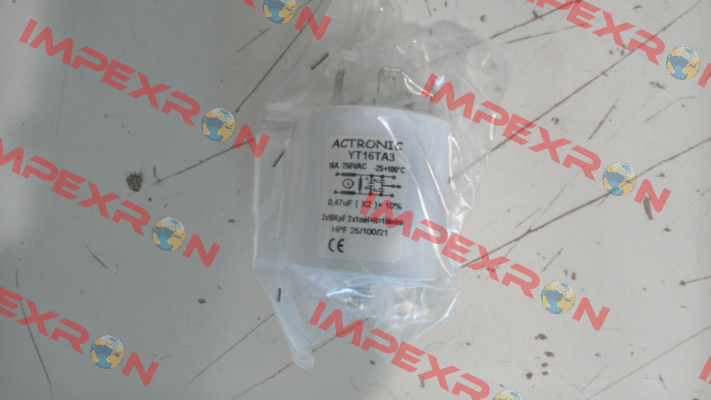 ACTRONIC
YT16TA3
16A 250VAC -25+100°C
0,47uF ( X2 )+ 10%
HPF 25/100/21
CE
IMPEXRON
IMPEXRON
IMPEXRON
IMPEXRON
IMPEXRON
IMPEXRON
IMPEXRON